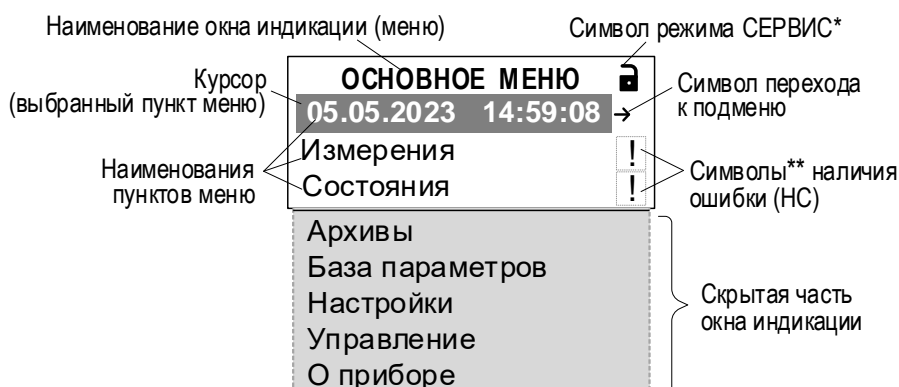 Наименование окна индикации (меню)
Символ режима СЕРВИС*
Курсор
(выбранный пункт меню)
ОСНОВНОЕ МЕНЮ
Символ перехода
к подменю
05.05.2023 14:59:08 →
Измерения !
Состояния !
Наименования
пунктов меню
Символы** наличия
ошибки (НС)
Архивы
База параметров
Настройки
Управление
О приборе
Скрытая часть
окна индикации